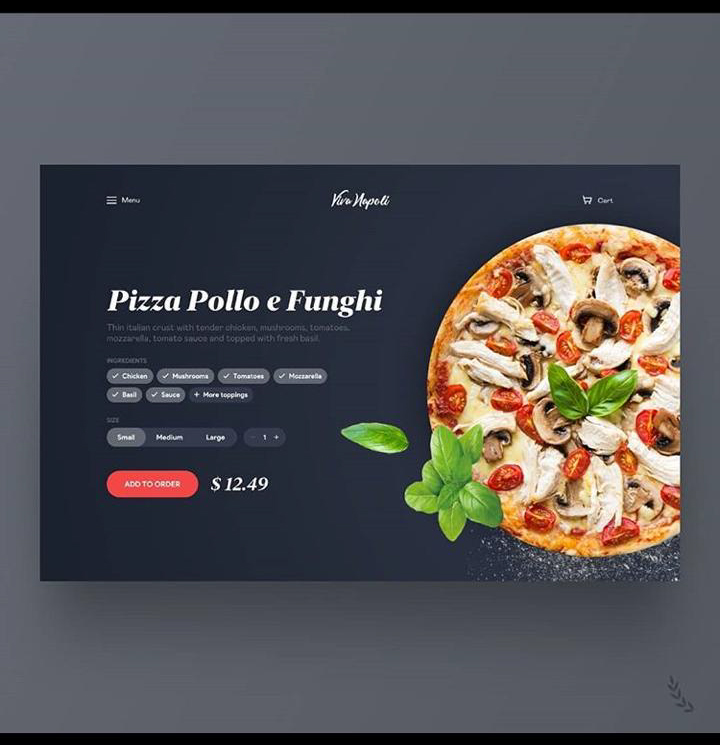 Menu
Viva Napoli
Cart
Pizza Pollo e Funghi
Thin italian crust with tender chicken, mushrooms, tomatoes,
mozzarella, tomato sauce and topped with fresh basil.
INGREDIENTS
Chicken Mushrooms Tomatoes Mozzarella
Basil Sauce + More toppings
SIZE
Small Medium Large - 1 +
ADD TO ORDER $ 12.49